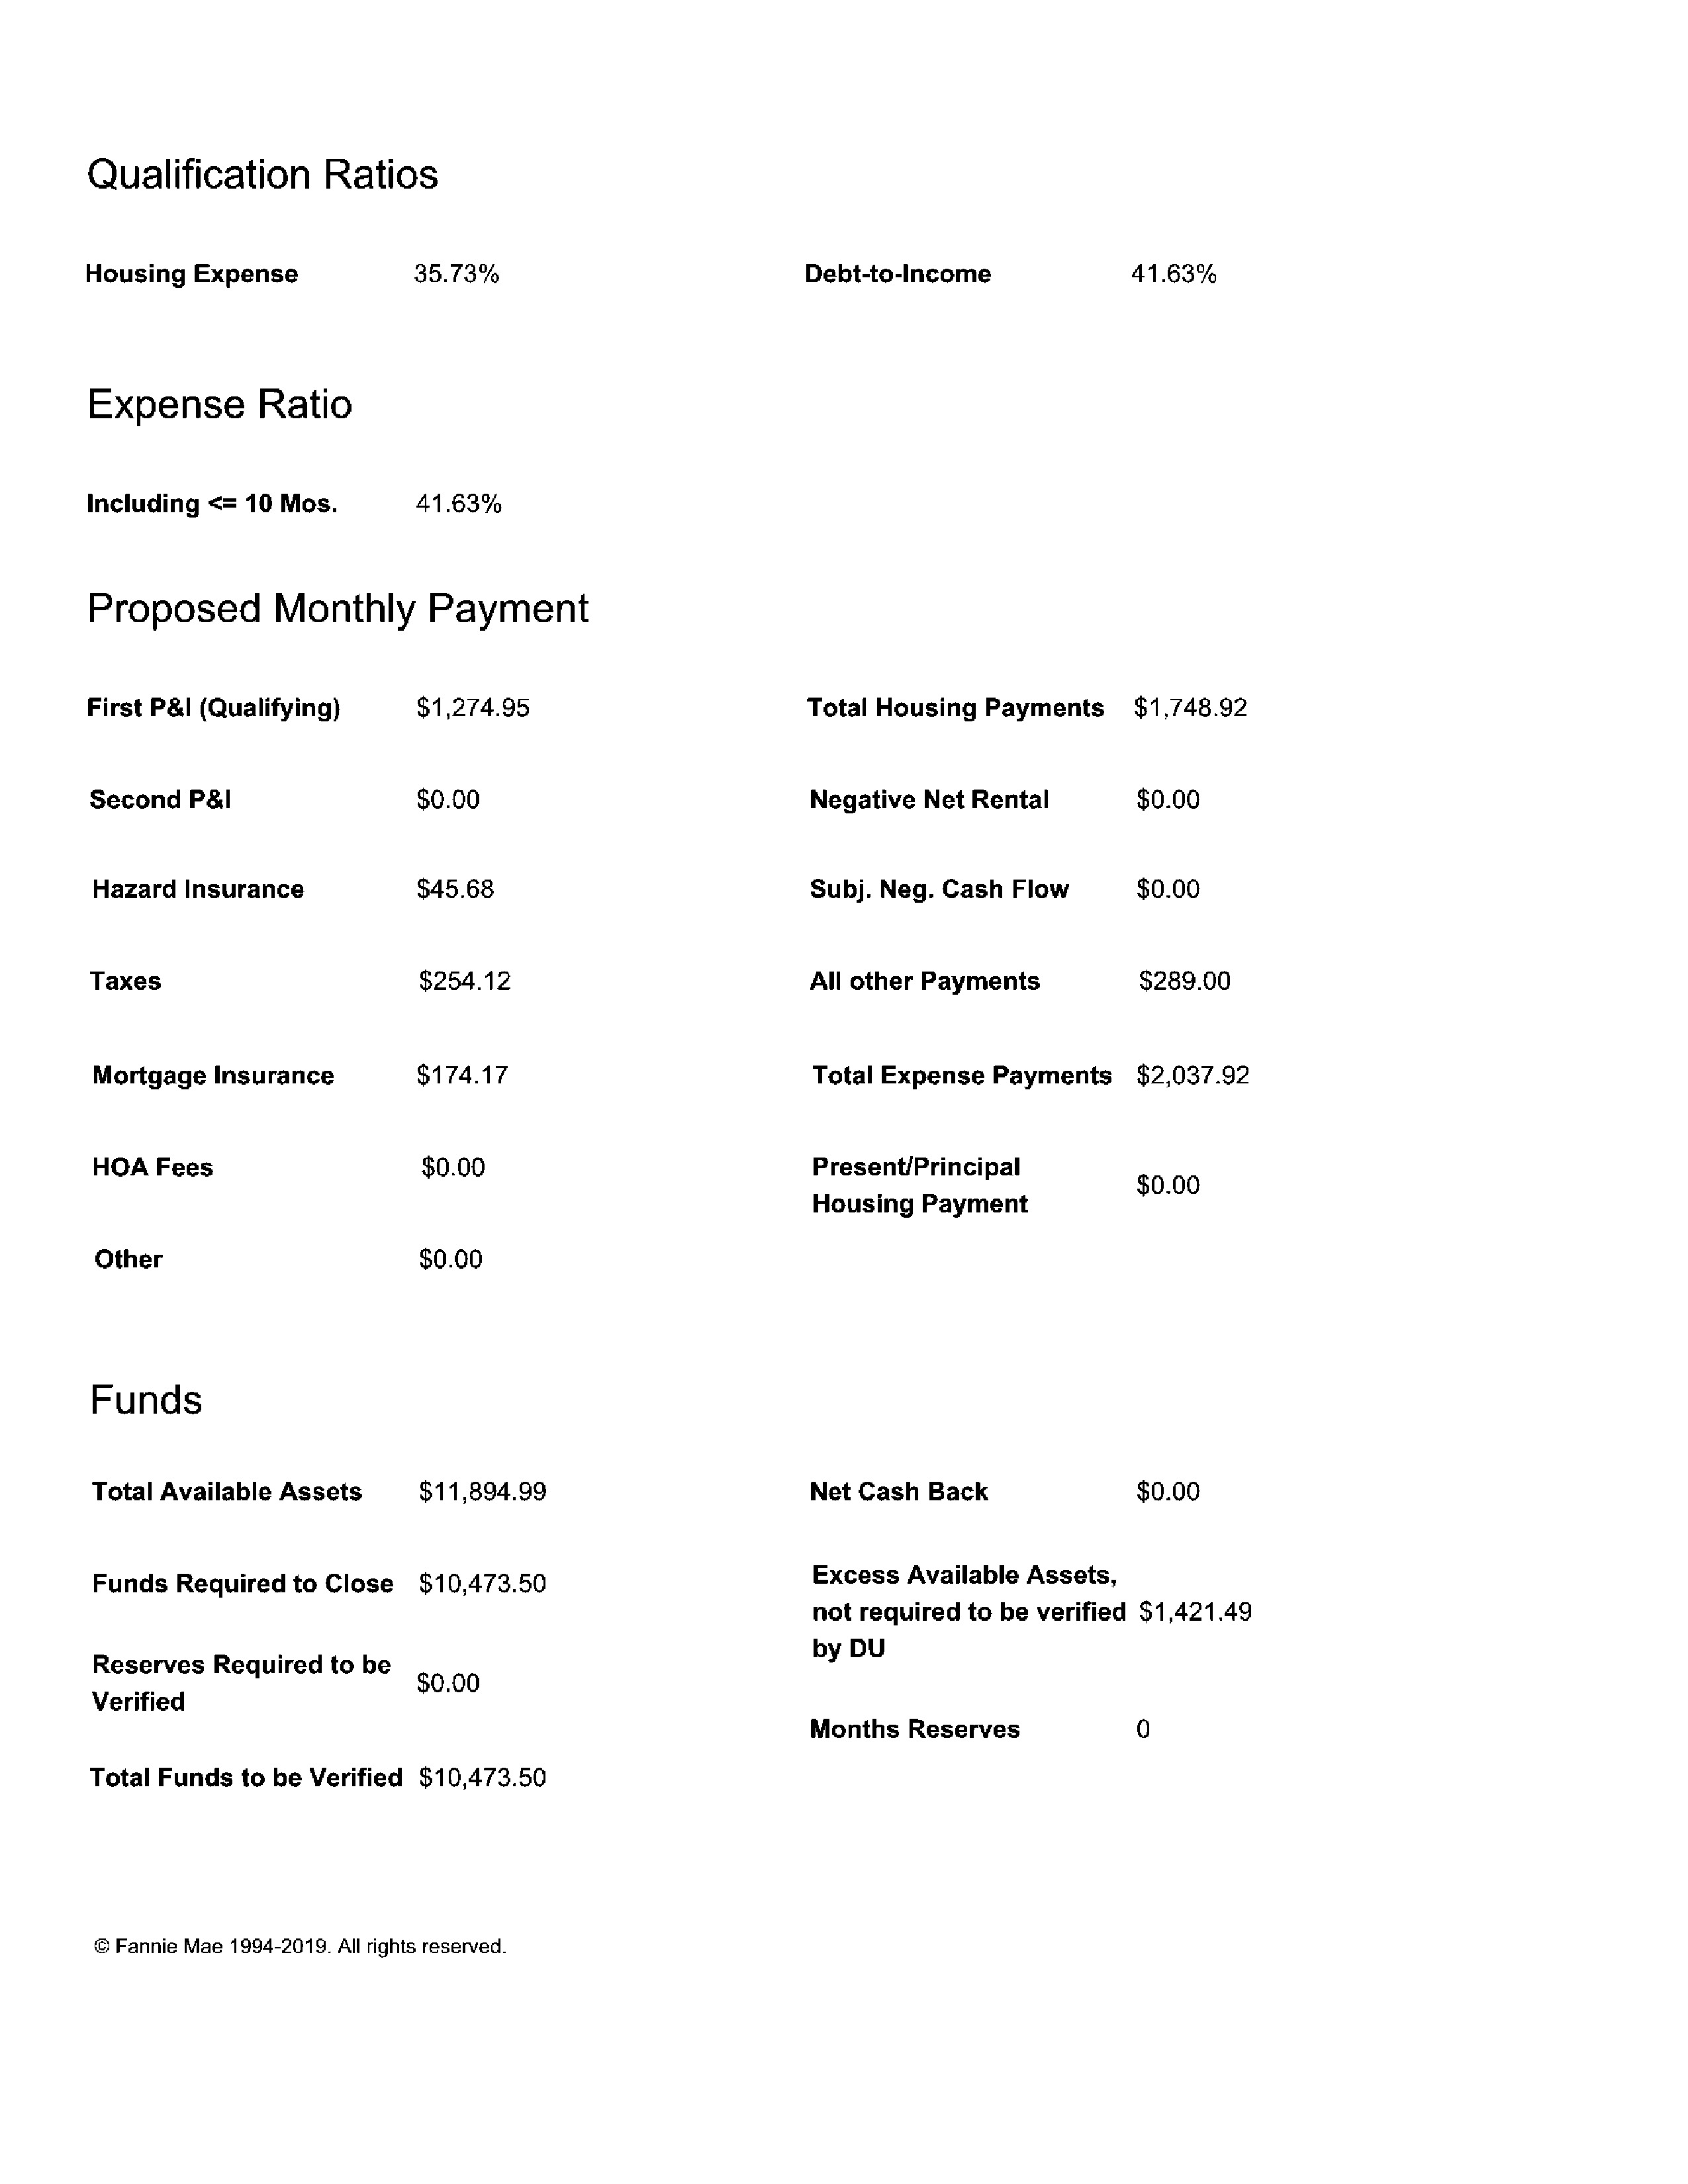 Qualification Ratios
Housing Expense 35.73% Debt-to-Income 41.63%
Expense Ratio
Including <= 10 Mos. 41.63%
Proposed Monthly Payment
First P&I (Qualifying) $1,274.95 Total Housing Payments $1,748.92
Second P&I $0.00 Negative Net Rental $0.00
Hazard Insurance $45.68 Subj. Neg. Cash Flow $0.00
Taxes $254.12 All other Payments $289.00
Mortgage Insurance $174.17 Total Expense Payments $2,037.92
HOA Fees $0.00 Present/Principal
Housing Payment $0.00
Other $0.00
Funds
Total Available Assets $11,894.99 Net Cash Back $0.00
Funds Required to Close $10,473.50 Excess Available Assets,
not required to be verified $1,421.49
by DU
Reserves Required to be
Verified $0.00
Months Reserves 0
Total Funds to be Verified $10,473.50
© Fannie Mae 1994-2019. All rights reserved.